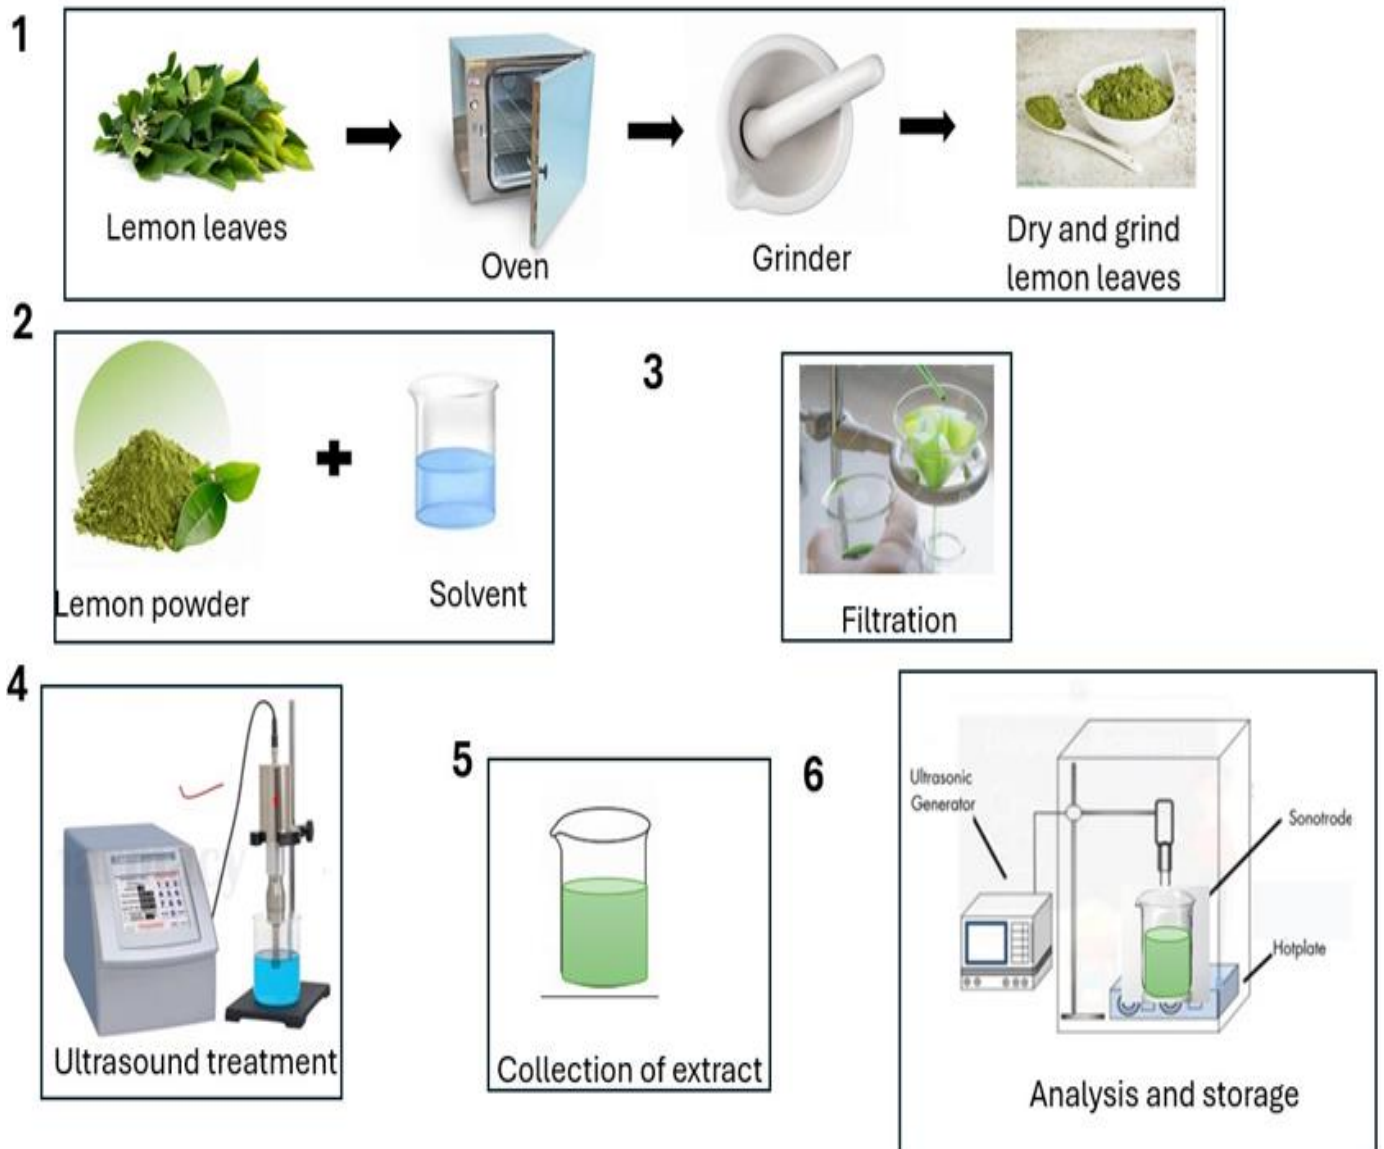 1
Lemon leaves
Oven
Grinder
Dry and grind
lemon leaves
2
Lemon powder
Solvent
3
Filtration
4
Ultrasound treatment
5
Collection of extract
6
Ultrasonic
Generator
Sonotrode
Hotplate
Analysis and storage